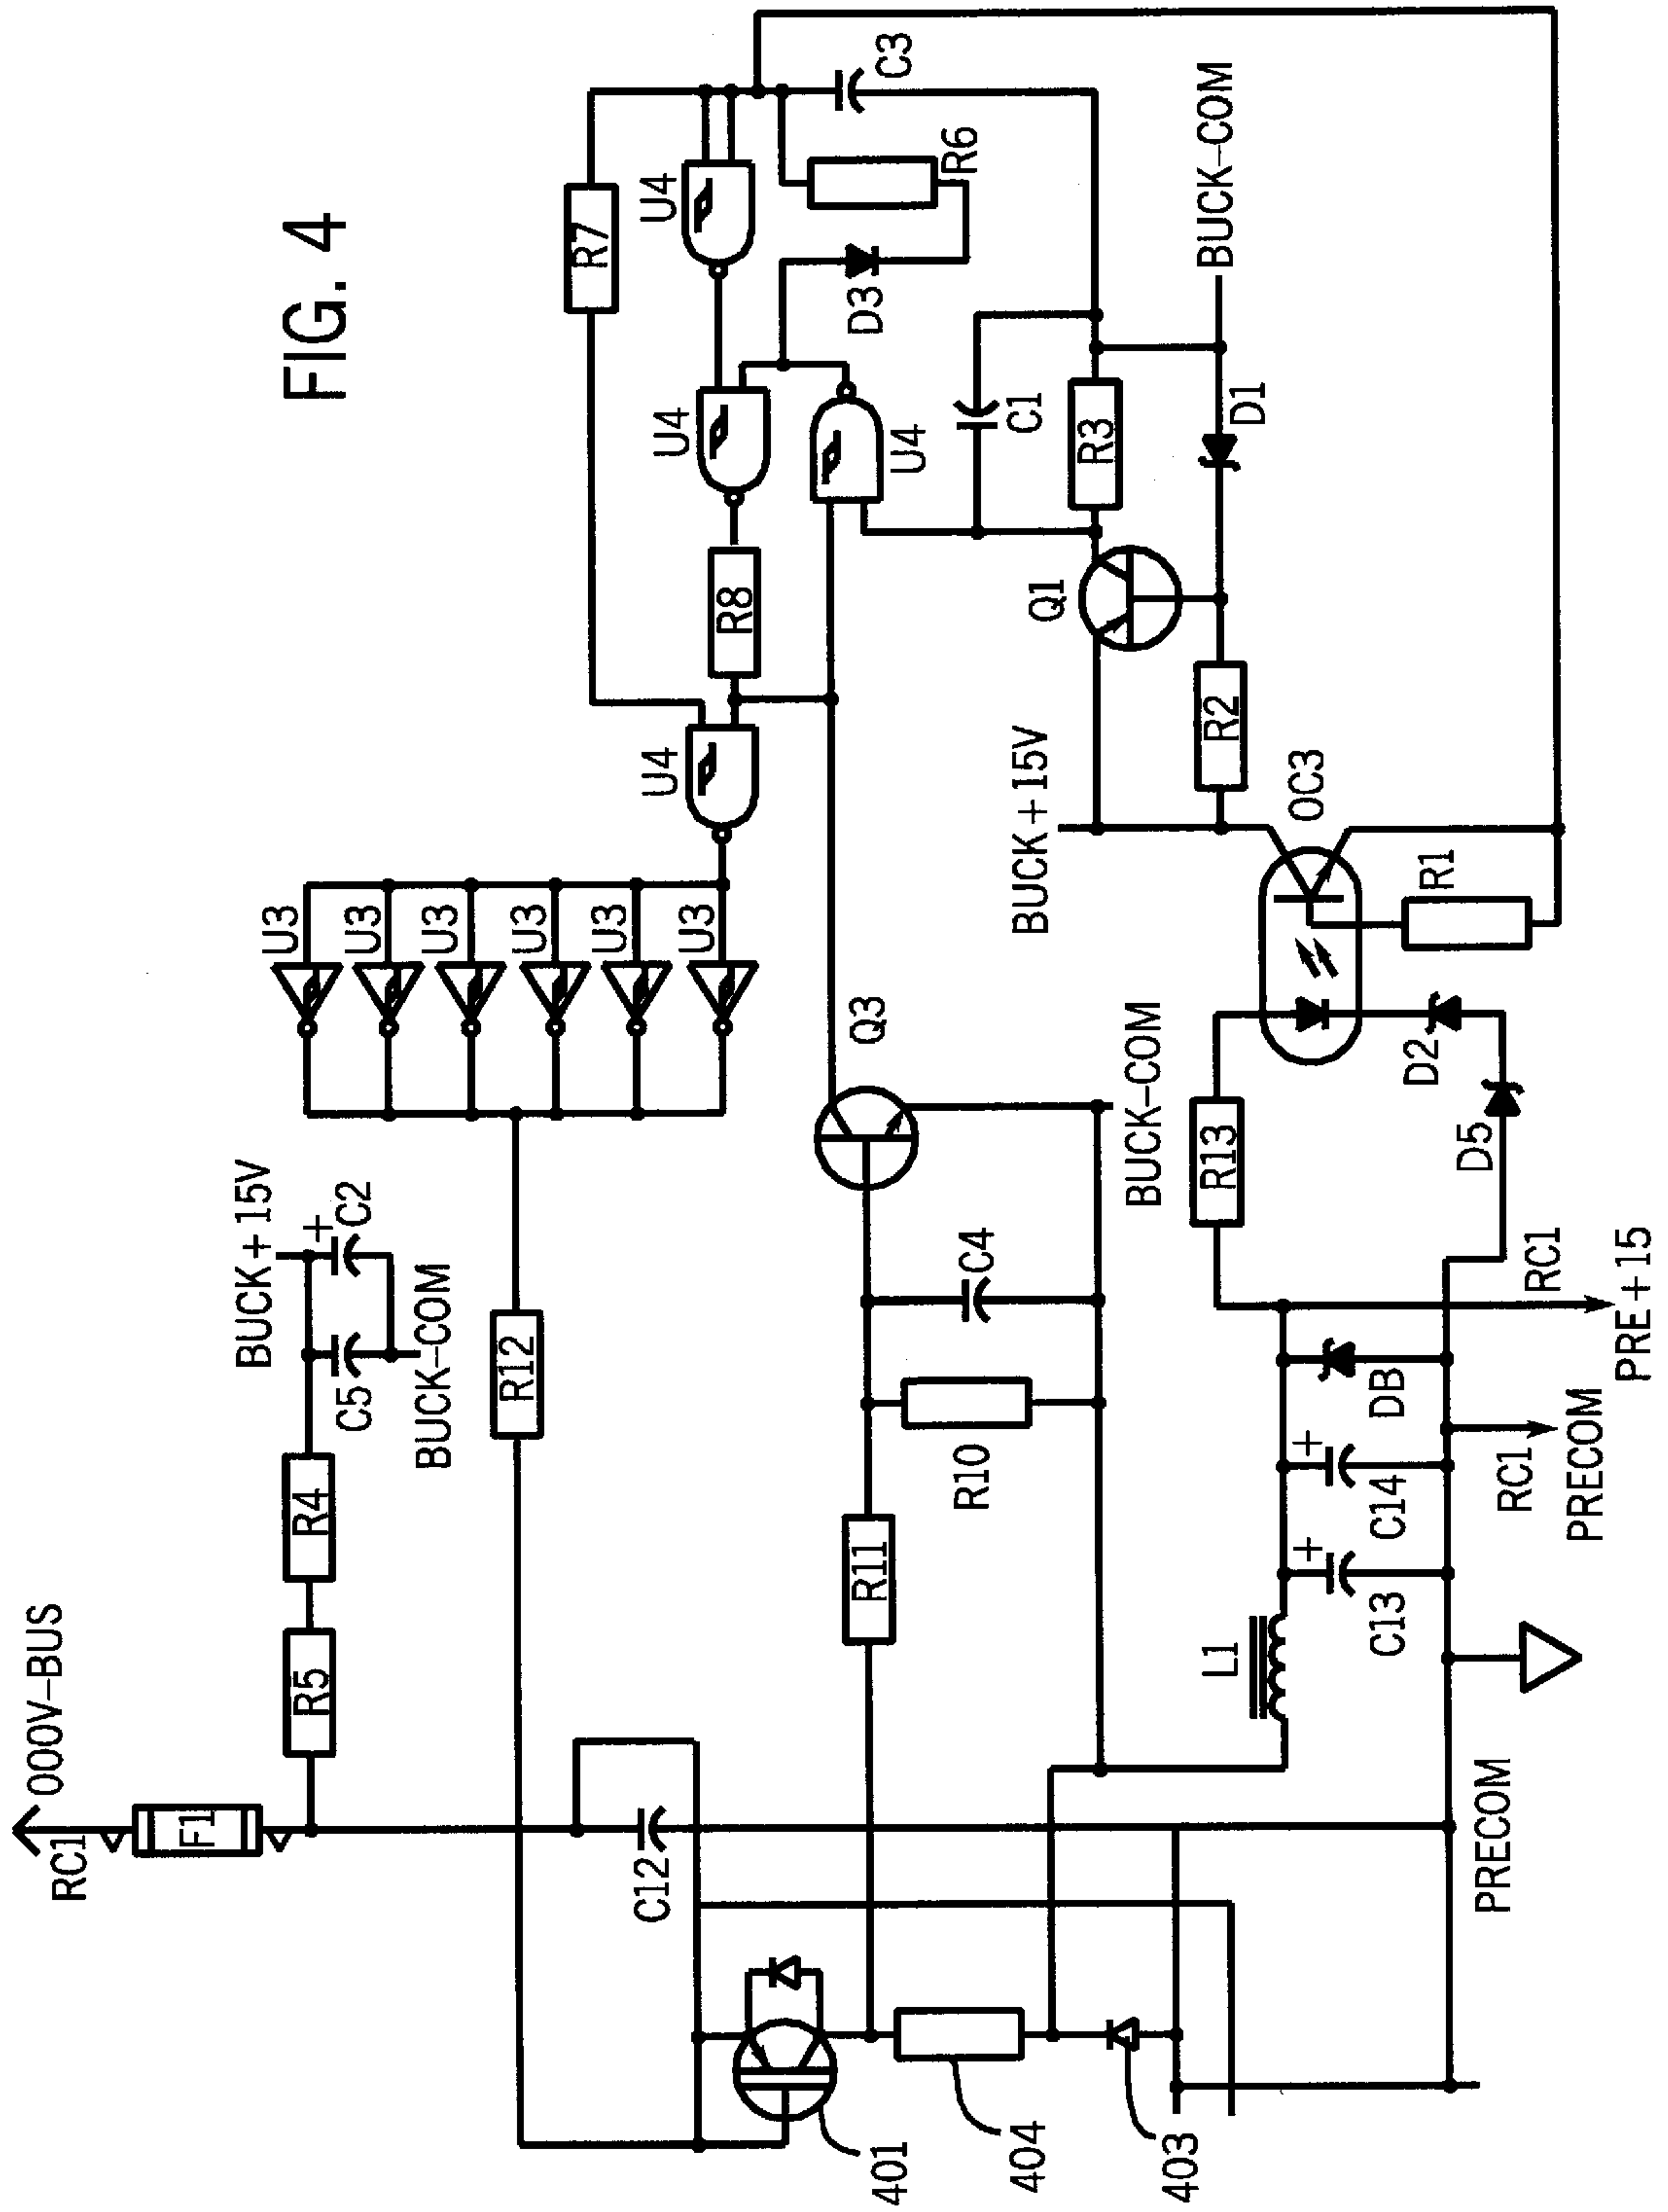 FIG. 4
RC1
000V-BUS
F1
R5
R4
C5
C2
BUCK+15V
BUCK-COM
R12
U3
U3
U3
U3
U3
U3
U4
R8
R7
U4
U4
U4
D3
R6
C3
C1
R3
Q1
D1
BUCK-COM
R2
BUCK+15V
OC3
R1
Q3
BUCK-COM
R13
D2
D5
C4
R10
R11
C12
401
404
403
L1
C13
+
C14
+
DB
RC1
PRE+15
RC1
PRECOM
PRECOM
+